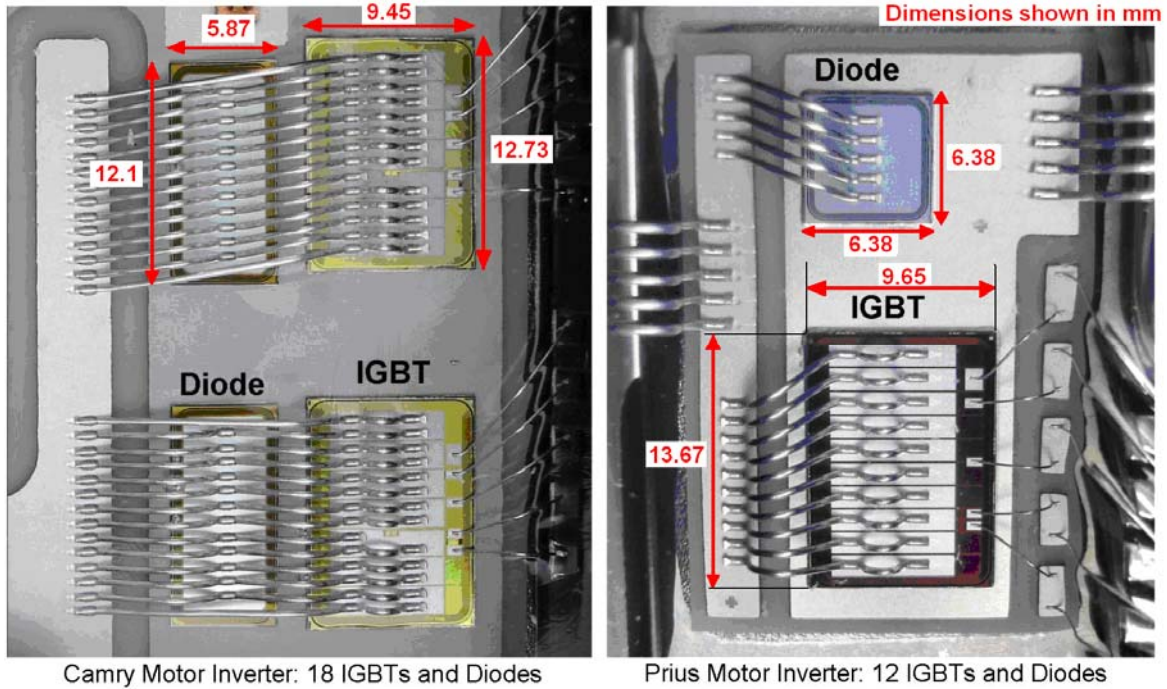 Dimensions shown in mm
5.87
9.45
12.1
12.73
Diode
IGBT
Camry Motor Inverter: 18 IGBTs and Diodes
Diode
6.38
6.38
9.65
IGBT
13.67
Prius Motor Inverter: 12 IGBTs and Diodes